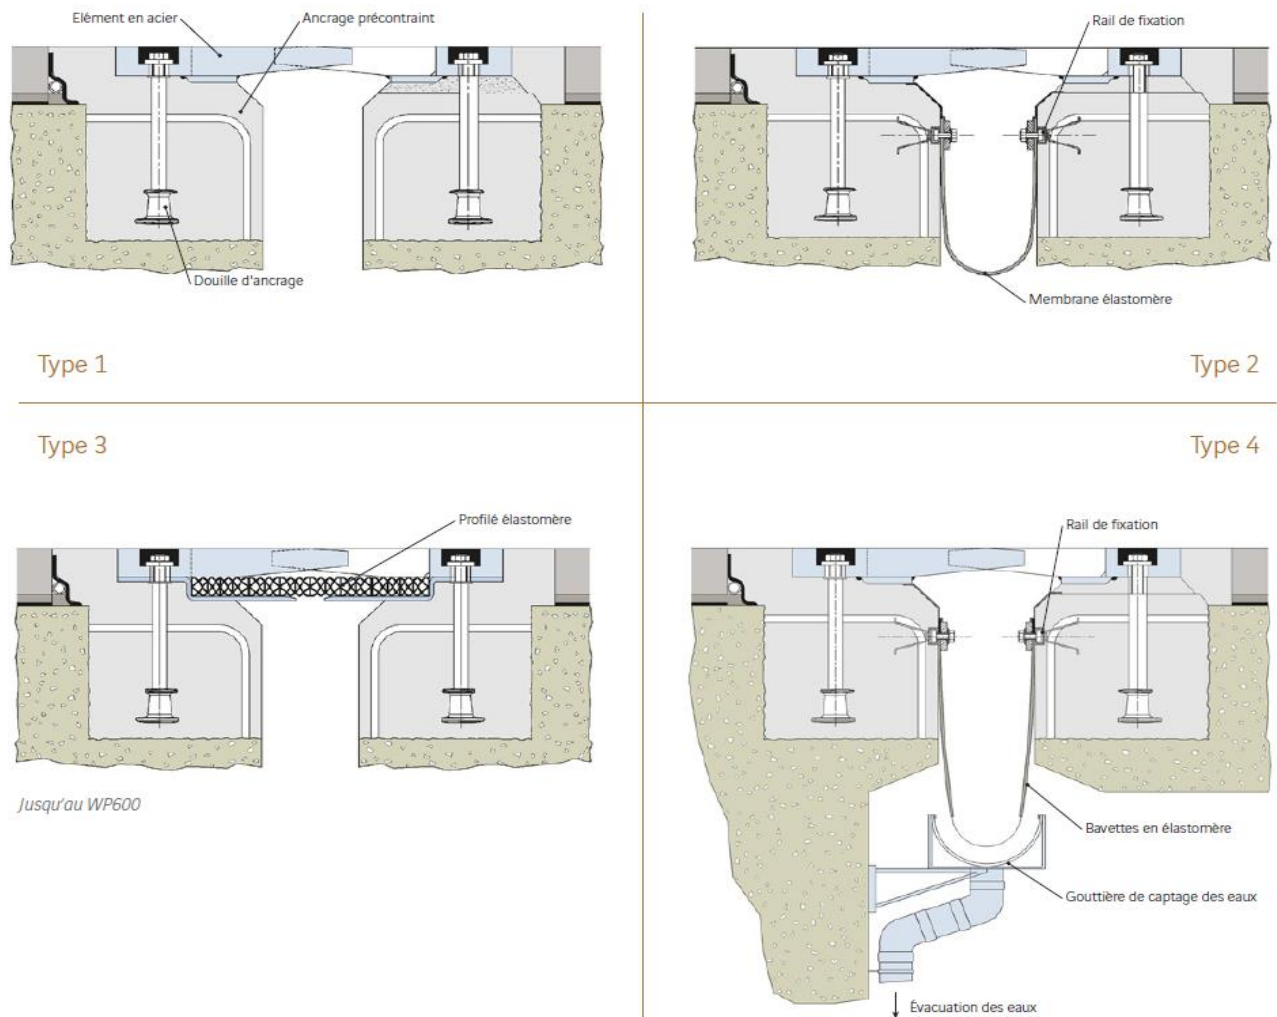 Elément en acier
Ancrage précontraint
Douille d'ancrage
Type 1
Rail de fixation
Membrane élastomère
Type 2
Type 3
Profilé élastomère
Jusqu'au WP600
Type 4
Rail de fixation
Bavettes en élastomère
Gouttière de captage des eaux
Évacuation des eaux